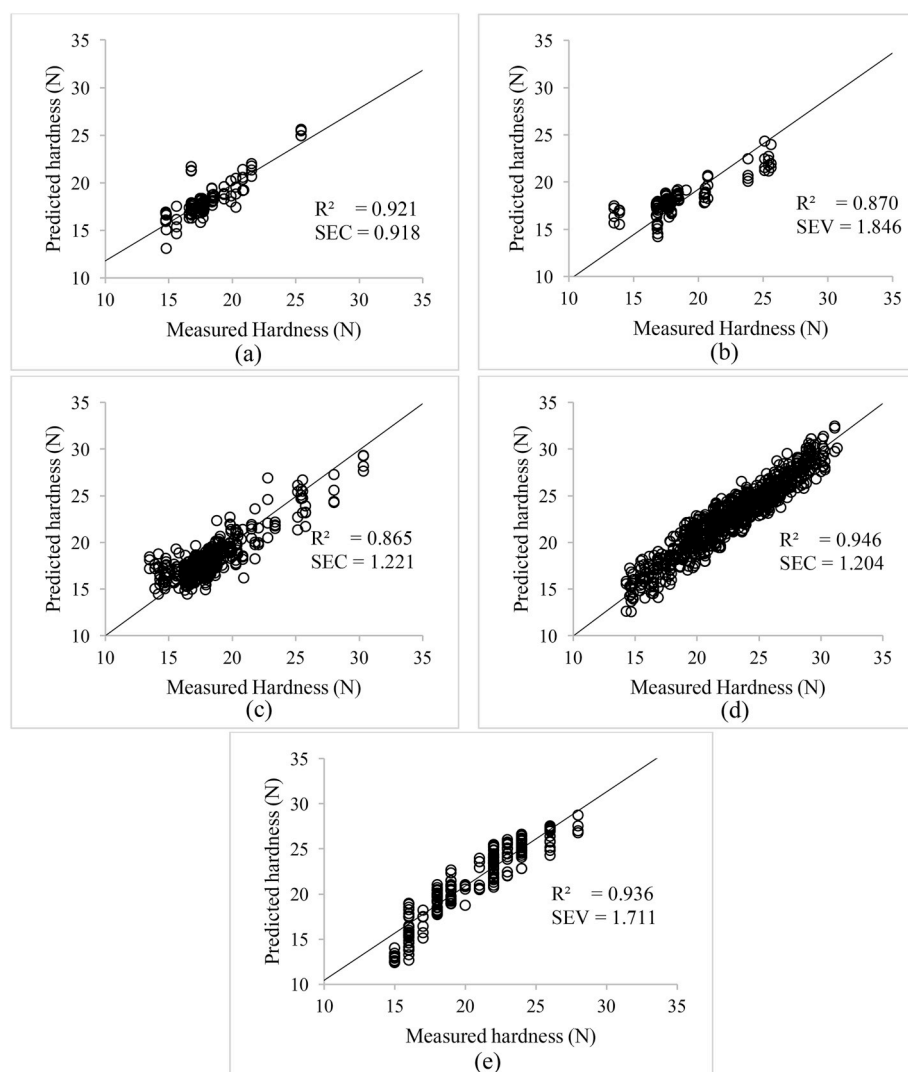 35
30
25
20
15
10
Predicted hardness (N)
R² = 0.921
SEC = 0.918
10 15 20 25 30 35
Measured Hardness (N)
(a)
35
30
25
20
15
10
Predicted hardness (N)
R² = 0.870
SEV = 1.846
10 15 20 25 30 35
Measured Hardness (N)
(b)
35
30
25
20
15
10
Predicted hardness (N)
R² = 0.865
SEC = 1.221
10 15 20 25 30 35
Measured Hardness (N)
(c)
35
30
25
20
15
10
Predicted hardness (N)
R² = 0.946
SEC = 1.204
10 15 20 25 30 35
Measured Hardness (N)
(d)
35
30
25
20
15
10
Predicted hardness (N)
R² = 0.936
SEV = 1.711
10 15 20 25 30 35
Measured hardness (N)
(e)